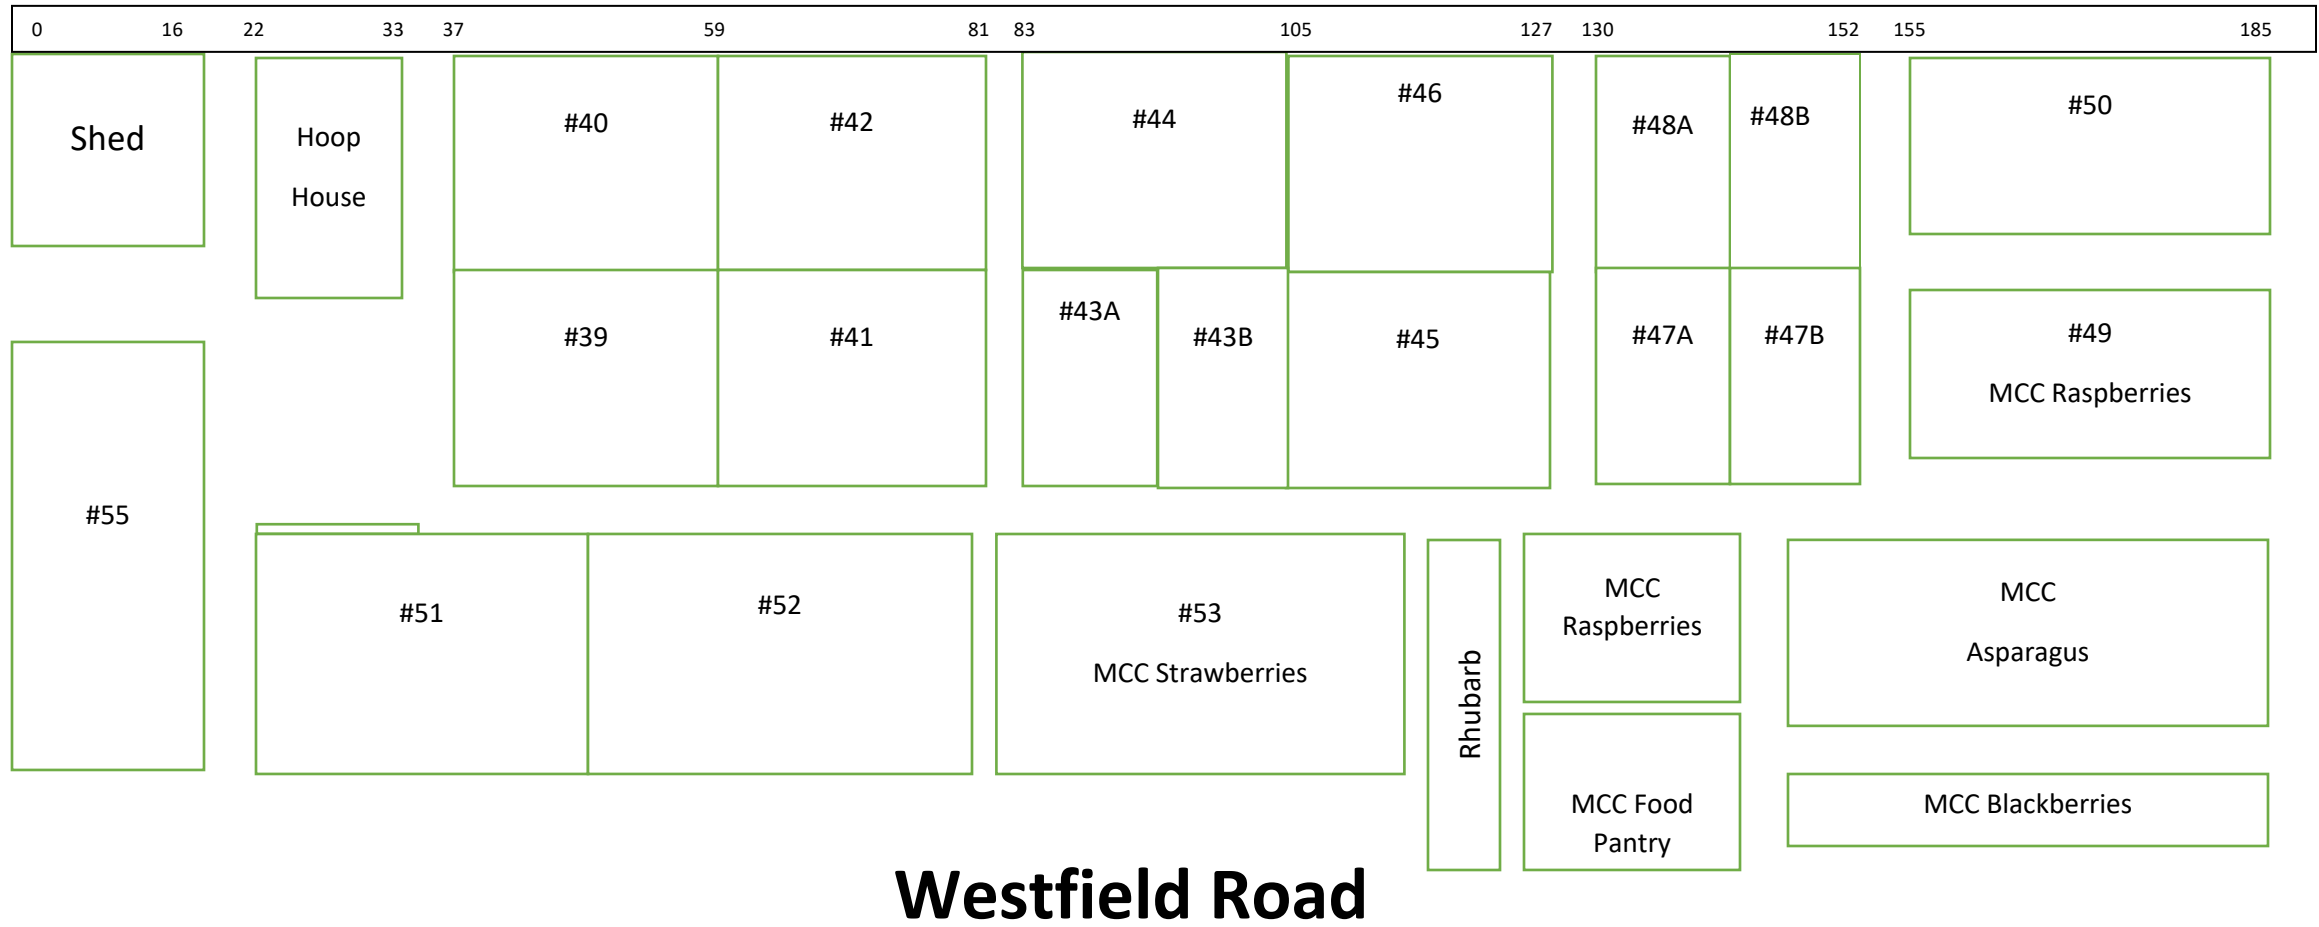 0 16 22 33 37 59 81 83 105 127 130 152 155 185
Shed
Hoop
House
#40
#42
#44
#46
#48A
#48B
#50
#39
#41
#43A
#43B
#45
#47A
#47B
#49
MCC Raspberries
#55
#51
#52
#53
MCC Strawberries
Rhubarb
MCC
Raspberries
MCC
Asparagus
MCC Food
Pantry
MCC Blackberries
Westfield Road